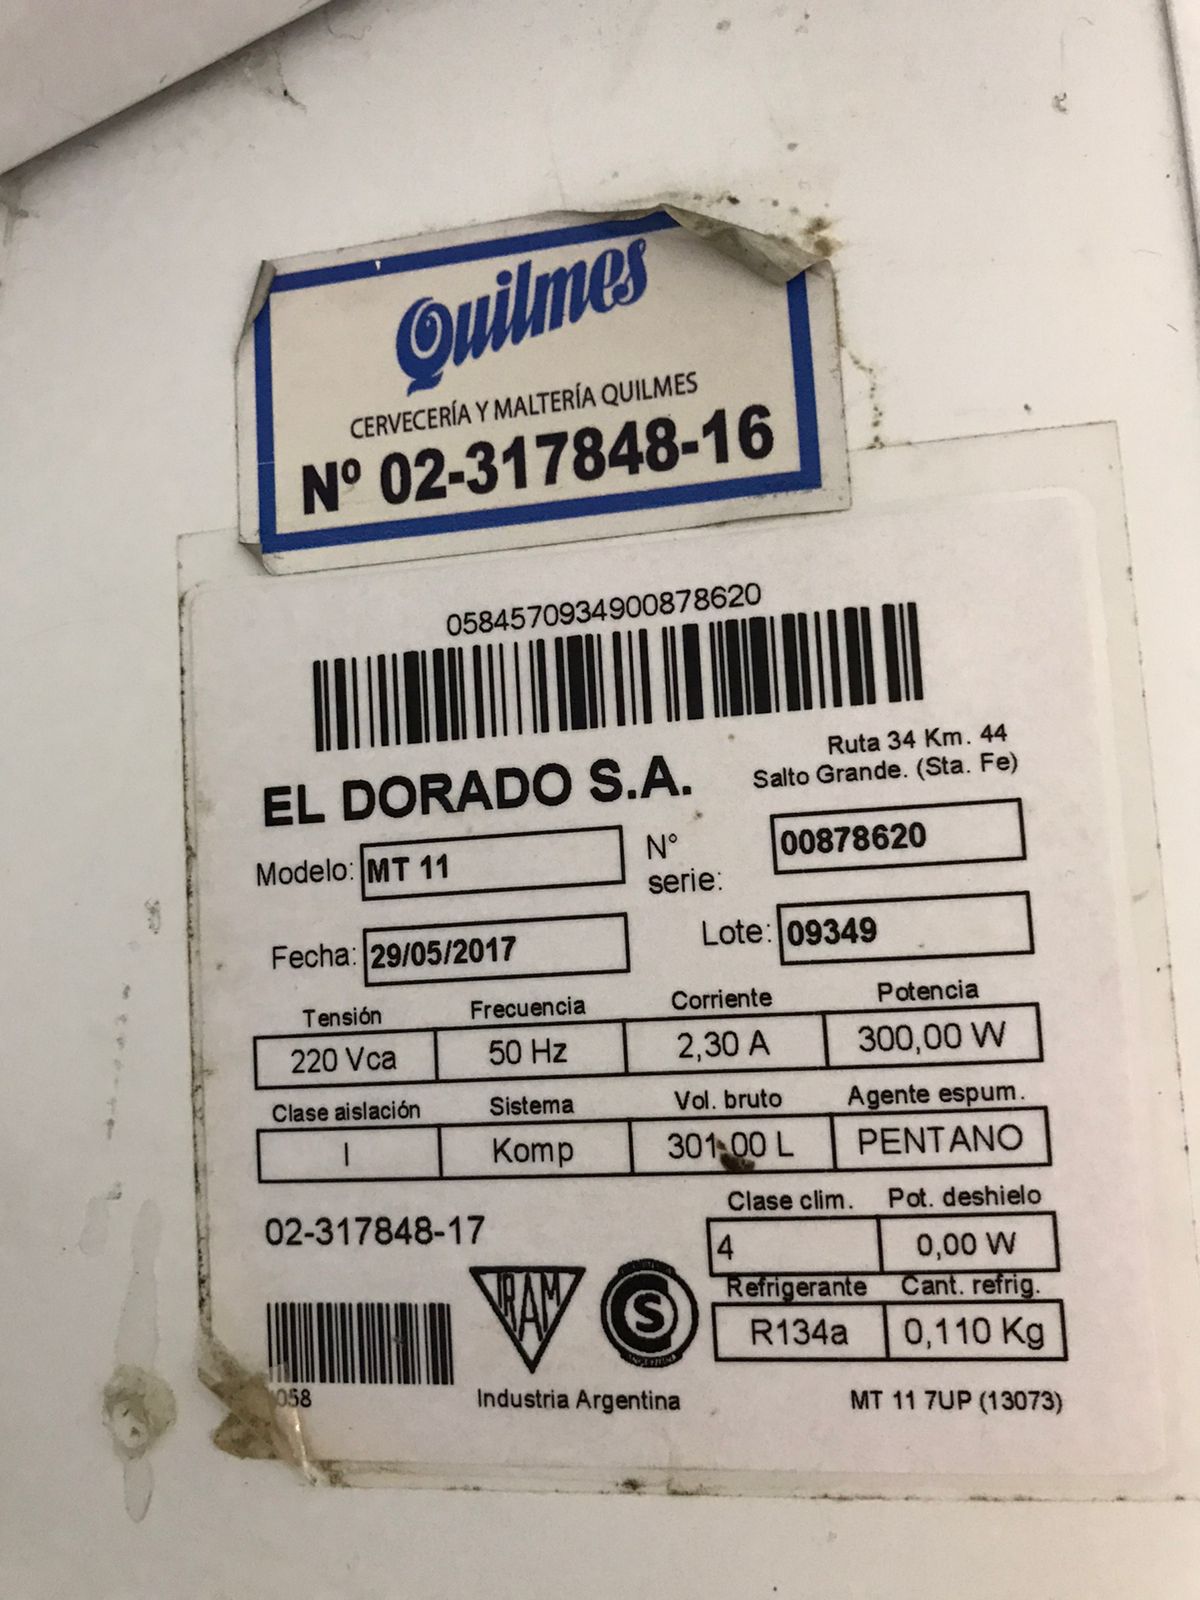 Quilmes
CERVECERÍA Y MALTERÍA QUILMES
Nº 02-317848-16
0584570934900878620
EL DORADO S.A.
Ruta 34 Km. 44
Salto Grande. (Sta. Fe)
Modelo: MT 11
N° serie: 00878620
Fecha: 29/05/2017
Lote: 09349
Tensión Frecuencia Corriente Potencia
220 Vca 50 Hz 2,30 A 300,00 W
Clase aislación Sistema Vol. bruto Agente espum.
I Komp 301,00 L PENTANO
02-317848-17
Clase clim. Pot. deshielo
4 0,00 W
Refrigerante Cant. refrig.
R134a 0,110 Kg
IRAM
S
058
Industria Argentina
MT 11 7UP (13073)